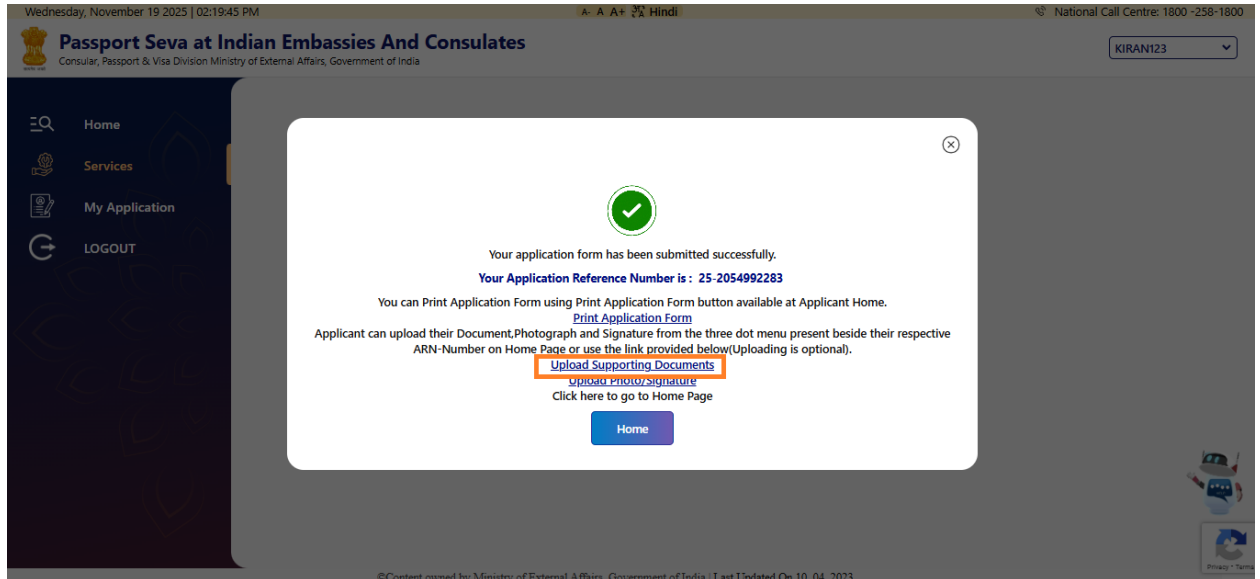 Wednesday, November 19 2025 | 02:19:45 PM
A- A A+ Hindi
National Call Centre: 1800 -258-1800
Passport Seva at Indian Embassies And Consulates
Consular, Passport & Visa Division Ministry of External Affairs, Government of India
KIRAN123
Home
Services
My Application
LOGOUT
Your application form has been submitted successfully.
Your Application Reference Number is : 25-2054992283
You can Print Application Form using Print Application Form button available at Applicant Home.
Print Application Form
Applicant can upload their Document,Photograph and Signature from the three dot menu present beside their respective
ARN-Number on Home Page or use the link provided below(Uploading is optional).
Upload Supporting Documents
Upload Photo/Signature
Click here to go to Home Page
Home
Privacy - Terms
©Content owned by Ministry of External Affairs, Government of India | Last Updated On 10, 04, 2023